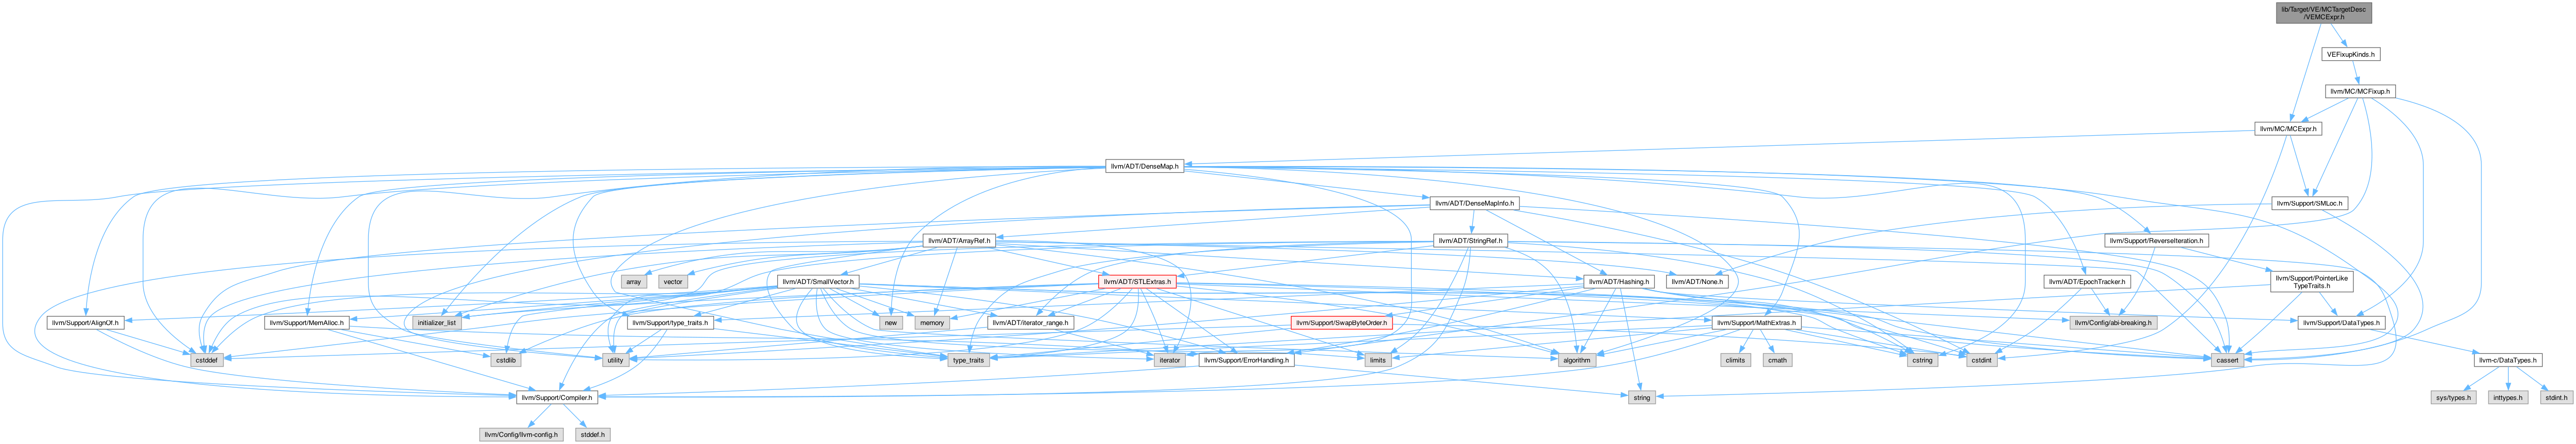 lib/Target/VE/MCTargetDesc
/VEMCExpr.h
VEFixupKinds.h
llvm/MC/MCFixup.h
llvm/MC/MCExpr.h
llvm/ADT/DenseMap.h
llvm/ADT/DenseMapInfo.h
llvm/Support/SMLoc.h
llvm/ADT/ArrayRef.h
llvm/ADT/StringRef.h
llvm/Support/ReverseIteration.h
array
vector
llvm/ADT/SmallVector.h
llvm/ADT/STLExtras.h
llvm/ADT/Hashing.h
llvm/ADT/None.h
llvm/ADT/EpochTracker.h
llvm/Support/PointerLike
TypeTraits.h
llvm/Support/AlignOf.h
llvm/Support/MemAlloc.h
initializer_list
llvm/Support/type_traits.h
new
memory
llvm/ADT/iterator_range.h
llvm/Support/SwapByteOrder.h
llvm/Support/MathExtras.h
llvm/Config/abi-breaking.h
llvm/Support/DataTypes.h
cstddef
cstdlib
utility
type_traits
iterator
llvm/Support/ErrorHandling.h
limits
algorithm
climits
cmath
cstring
cstdint
cassert
llvm-c/DataTypes.h
llvm/Support/Compiler.h
string
sys/types.h
inttypes.h
stdint.h
llvm/Config/llvm-config.h
stddef.h